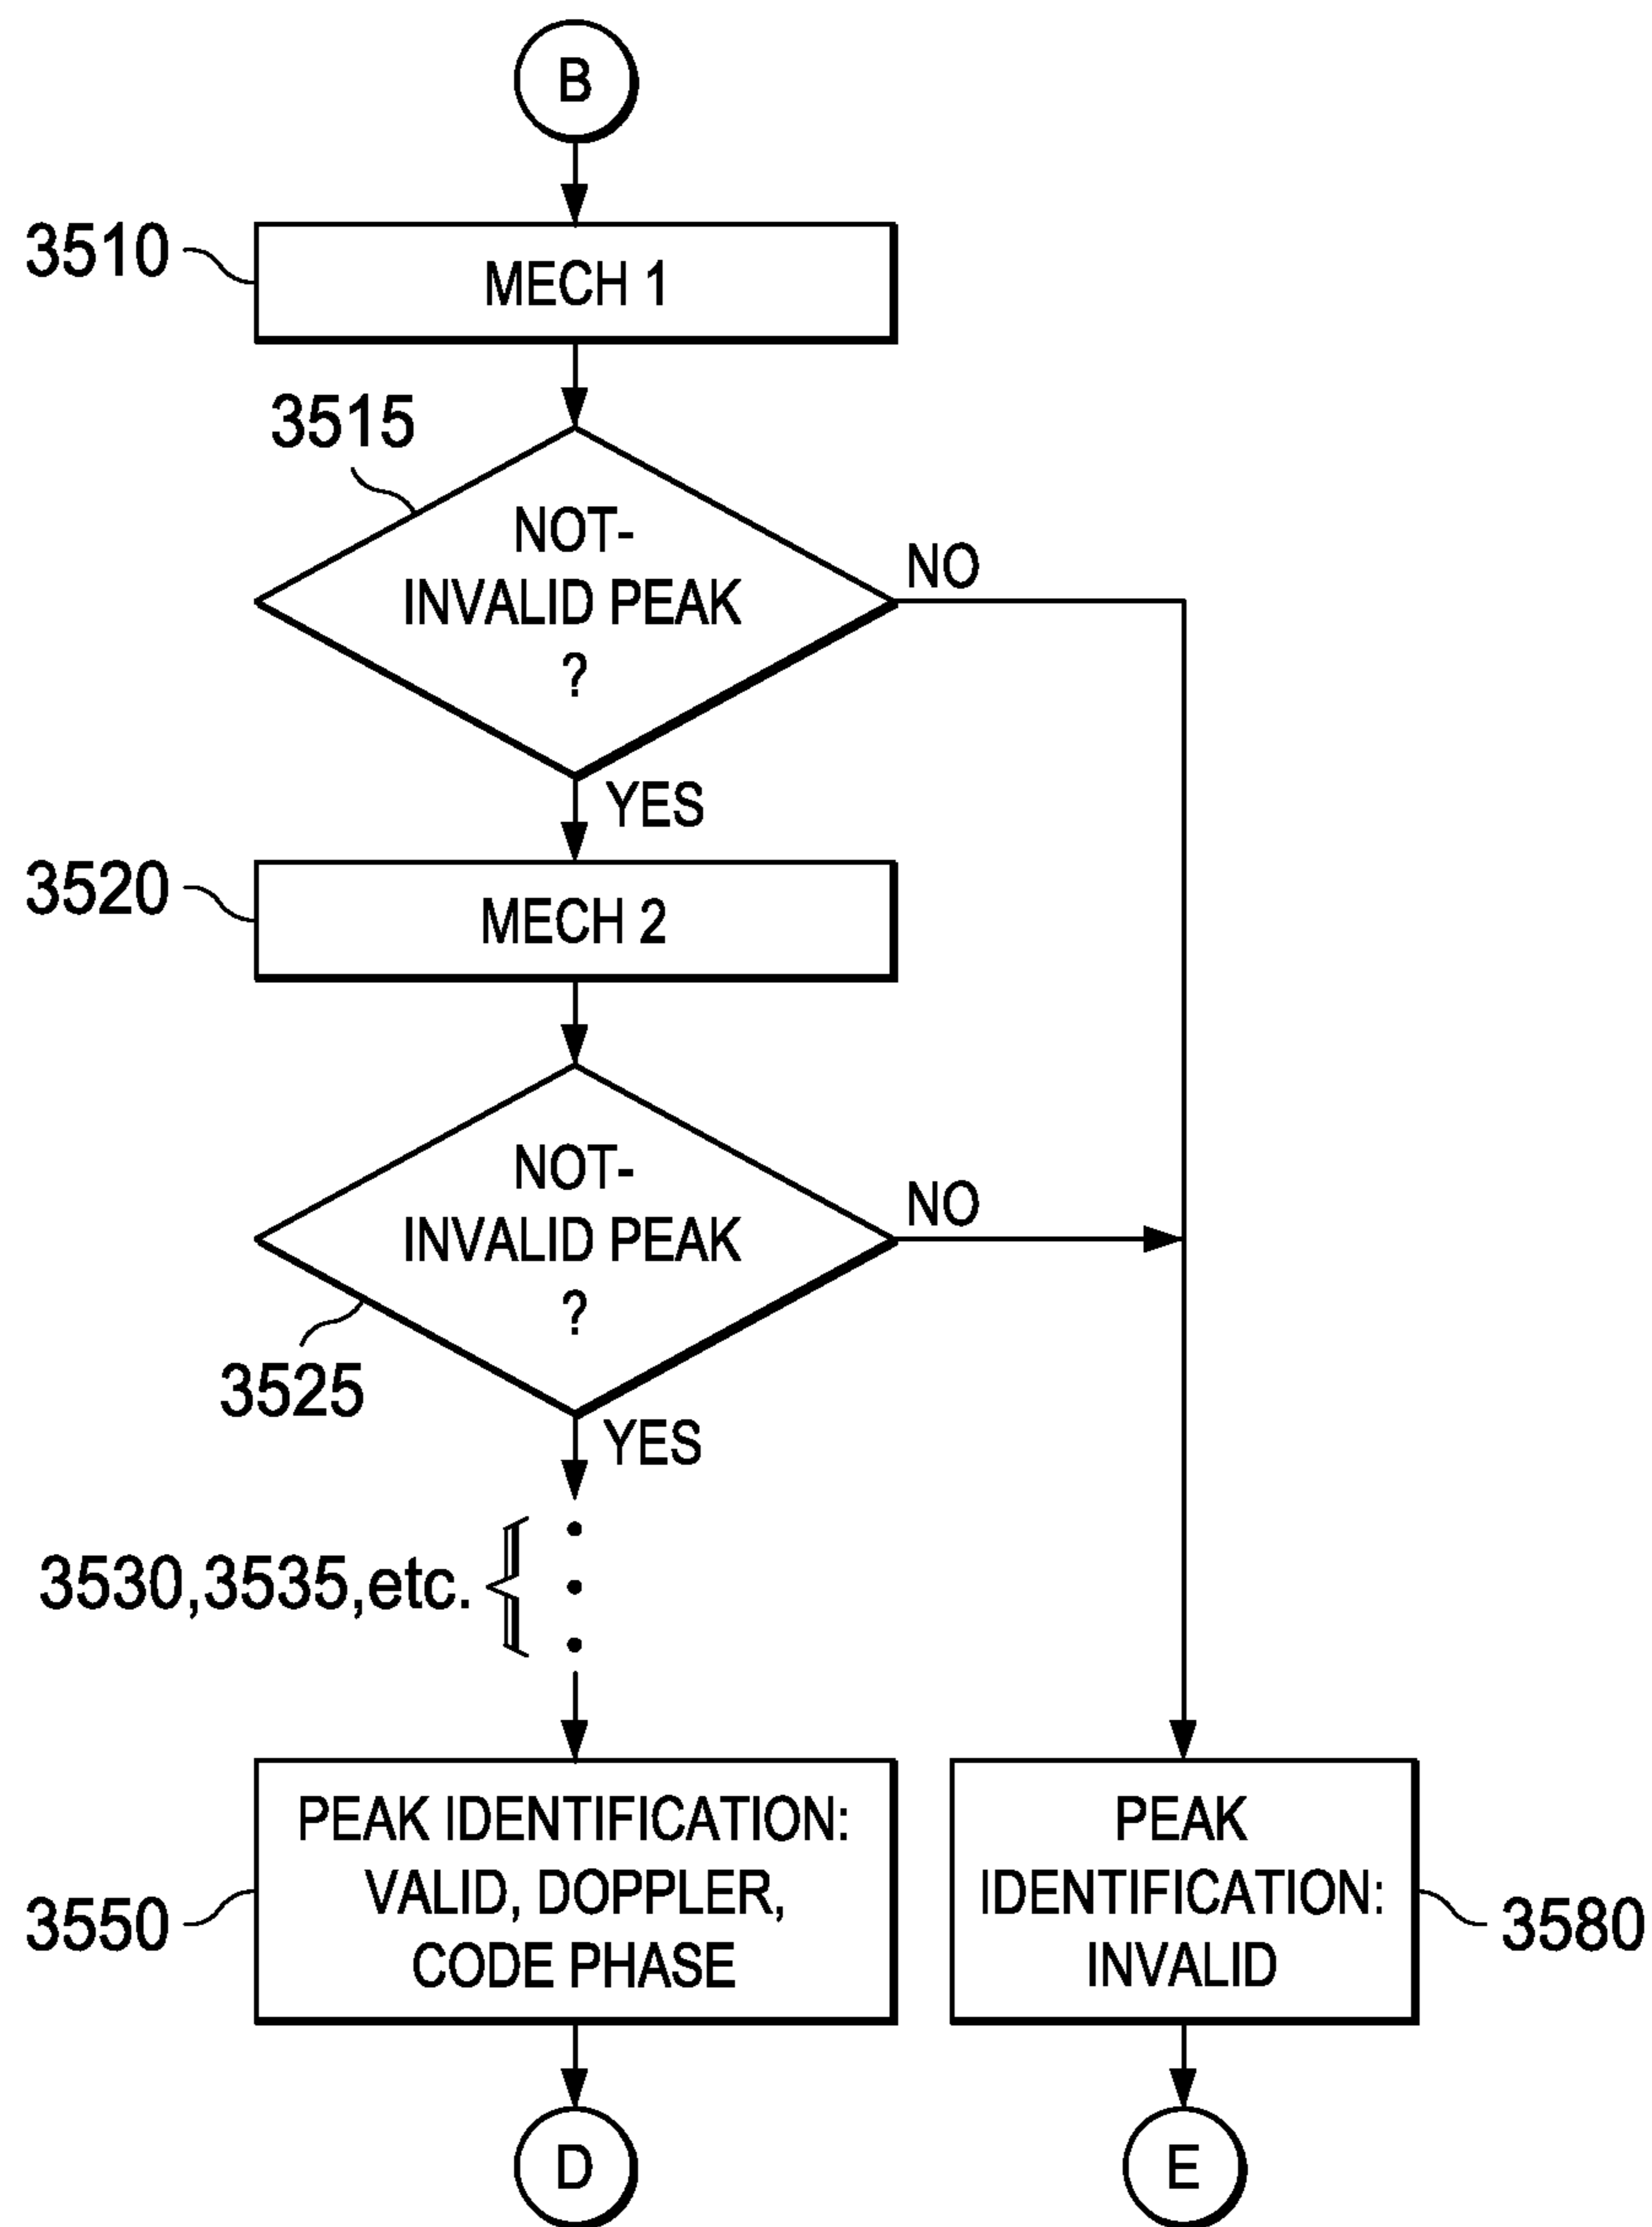 B
3510
MECH 1
3515
NOT-
INVALID PEAK
?
NO
YES
3520
MECH 2
NOT-
INVALID PEAK
?
NO
3525
YES
3530,3535,etc.
PEAK IDENTIFICATION:
VALID, DOPPLER,
CODE PHASE
3550
PEAK
IDENTIFICATION:
INVALID
3580
D
E